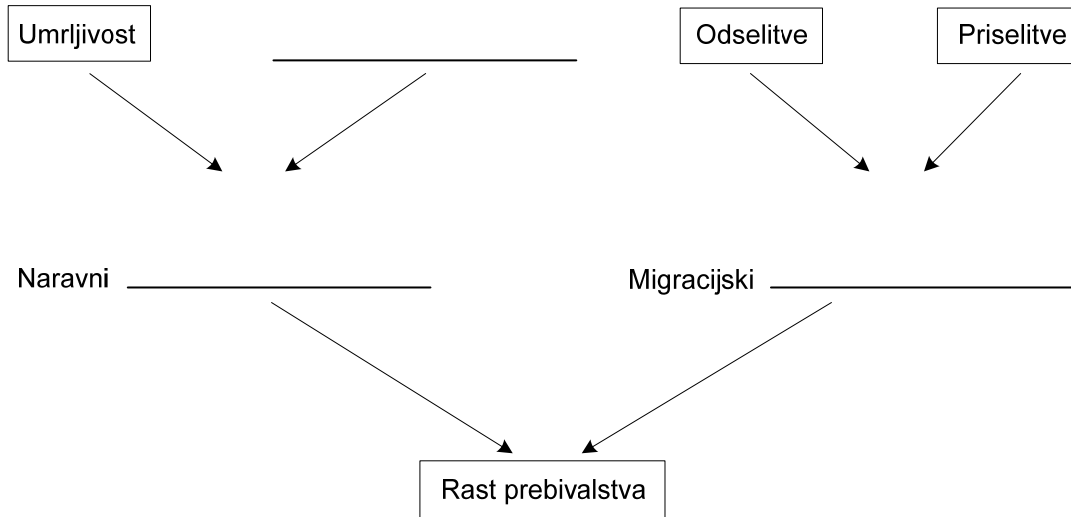 Umrljivost
Odselitve
Priselitve
Naravni
Migracijski
Rast prebivalstva